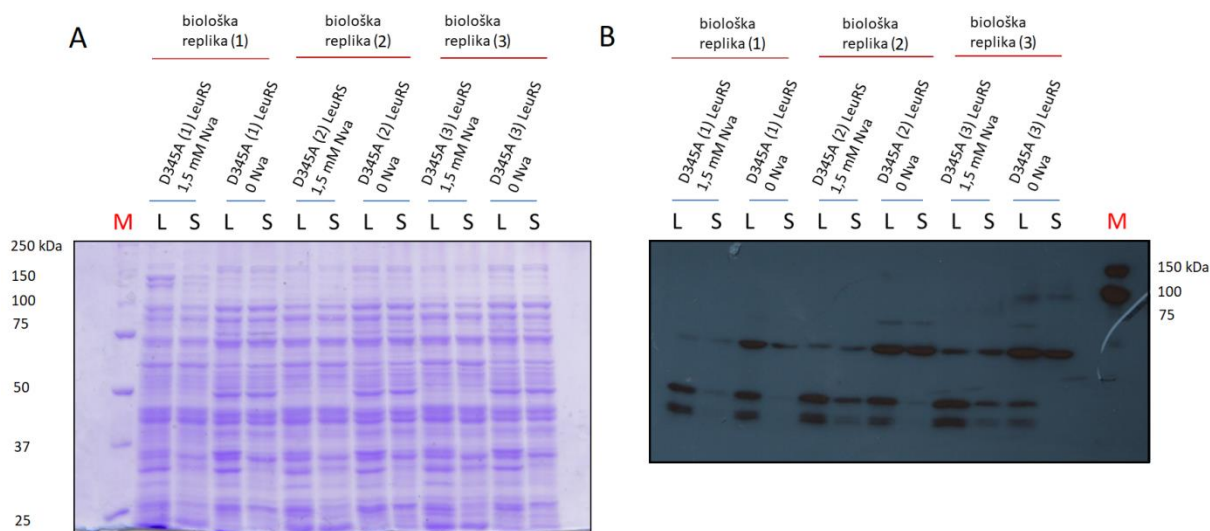 A
biološka
replika (1)
biološka
replika (2)
biološka
replika (3)
D345A (1) LeuRS
1,5 mM Nva
D345A (1) LeuRS
0 Nva
D345A (2) LeuRS
1,5 mM Nva
D345A (2) LeuRS
0 Nva
D345A (3) LeuRS
1,5 mM Nva
D345A (3) LeuRS
0 Nva
M L S L S L S L S L S L S
250 kDa
150
100
75
50
37
25
B
biološka
replika (1)
biološka
replika (2)
biološka
replika (3)
D345A (1) LeuRS
1,5 mM Nva
D345A (1) LeuRS
0 Nva
D345A (2) LeuRS
1,5 mM Nva
D345A (2) LeuRS
0 Nva
D345A (3) LeuRS
1,5 mM Nva
D345A (3) LeuRS
0 Nva
L S L S L S L S L S L S M
150 kDa
100
75